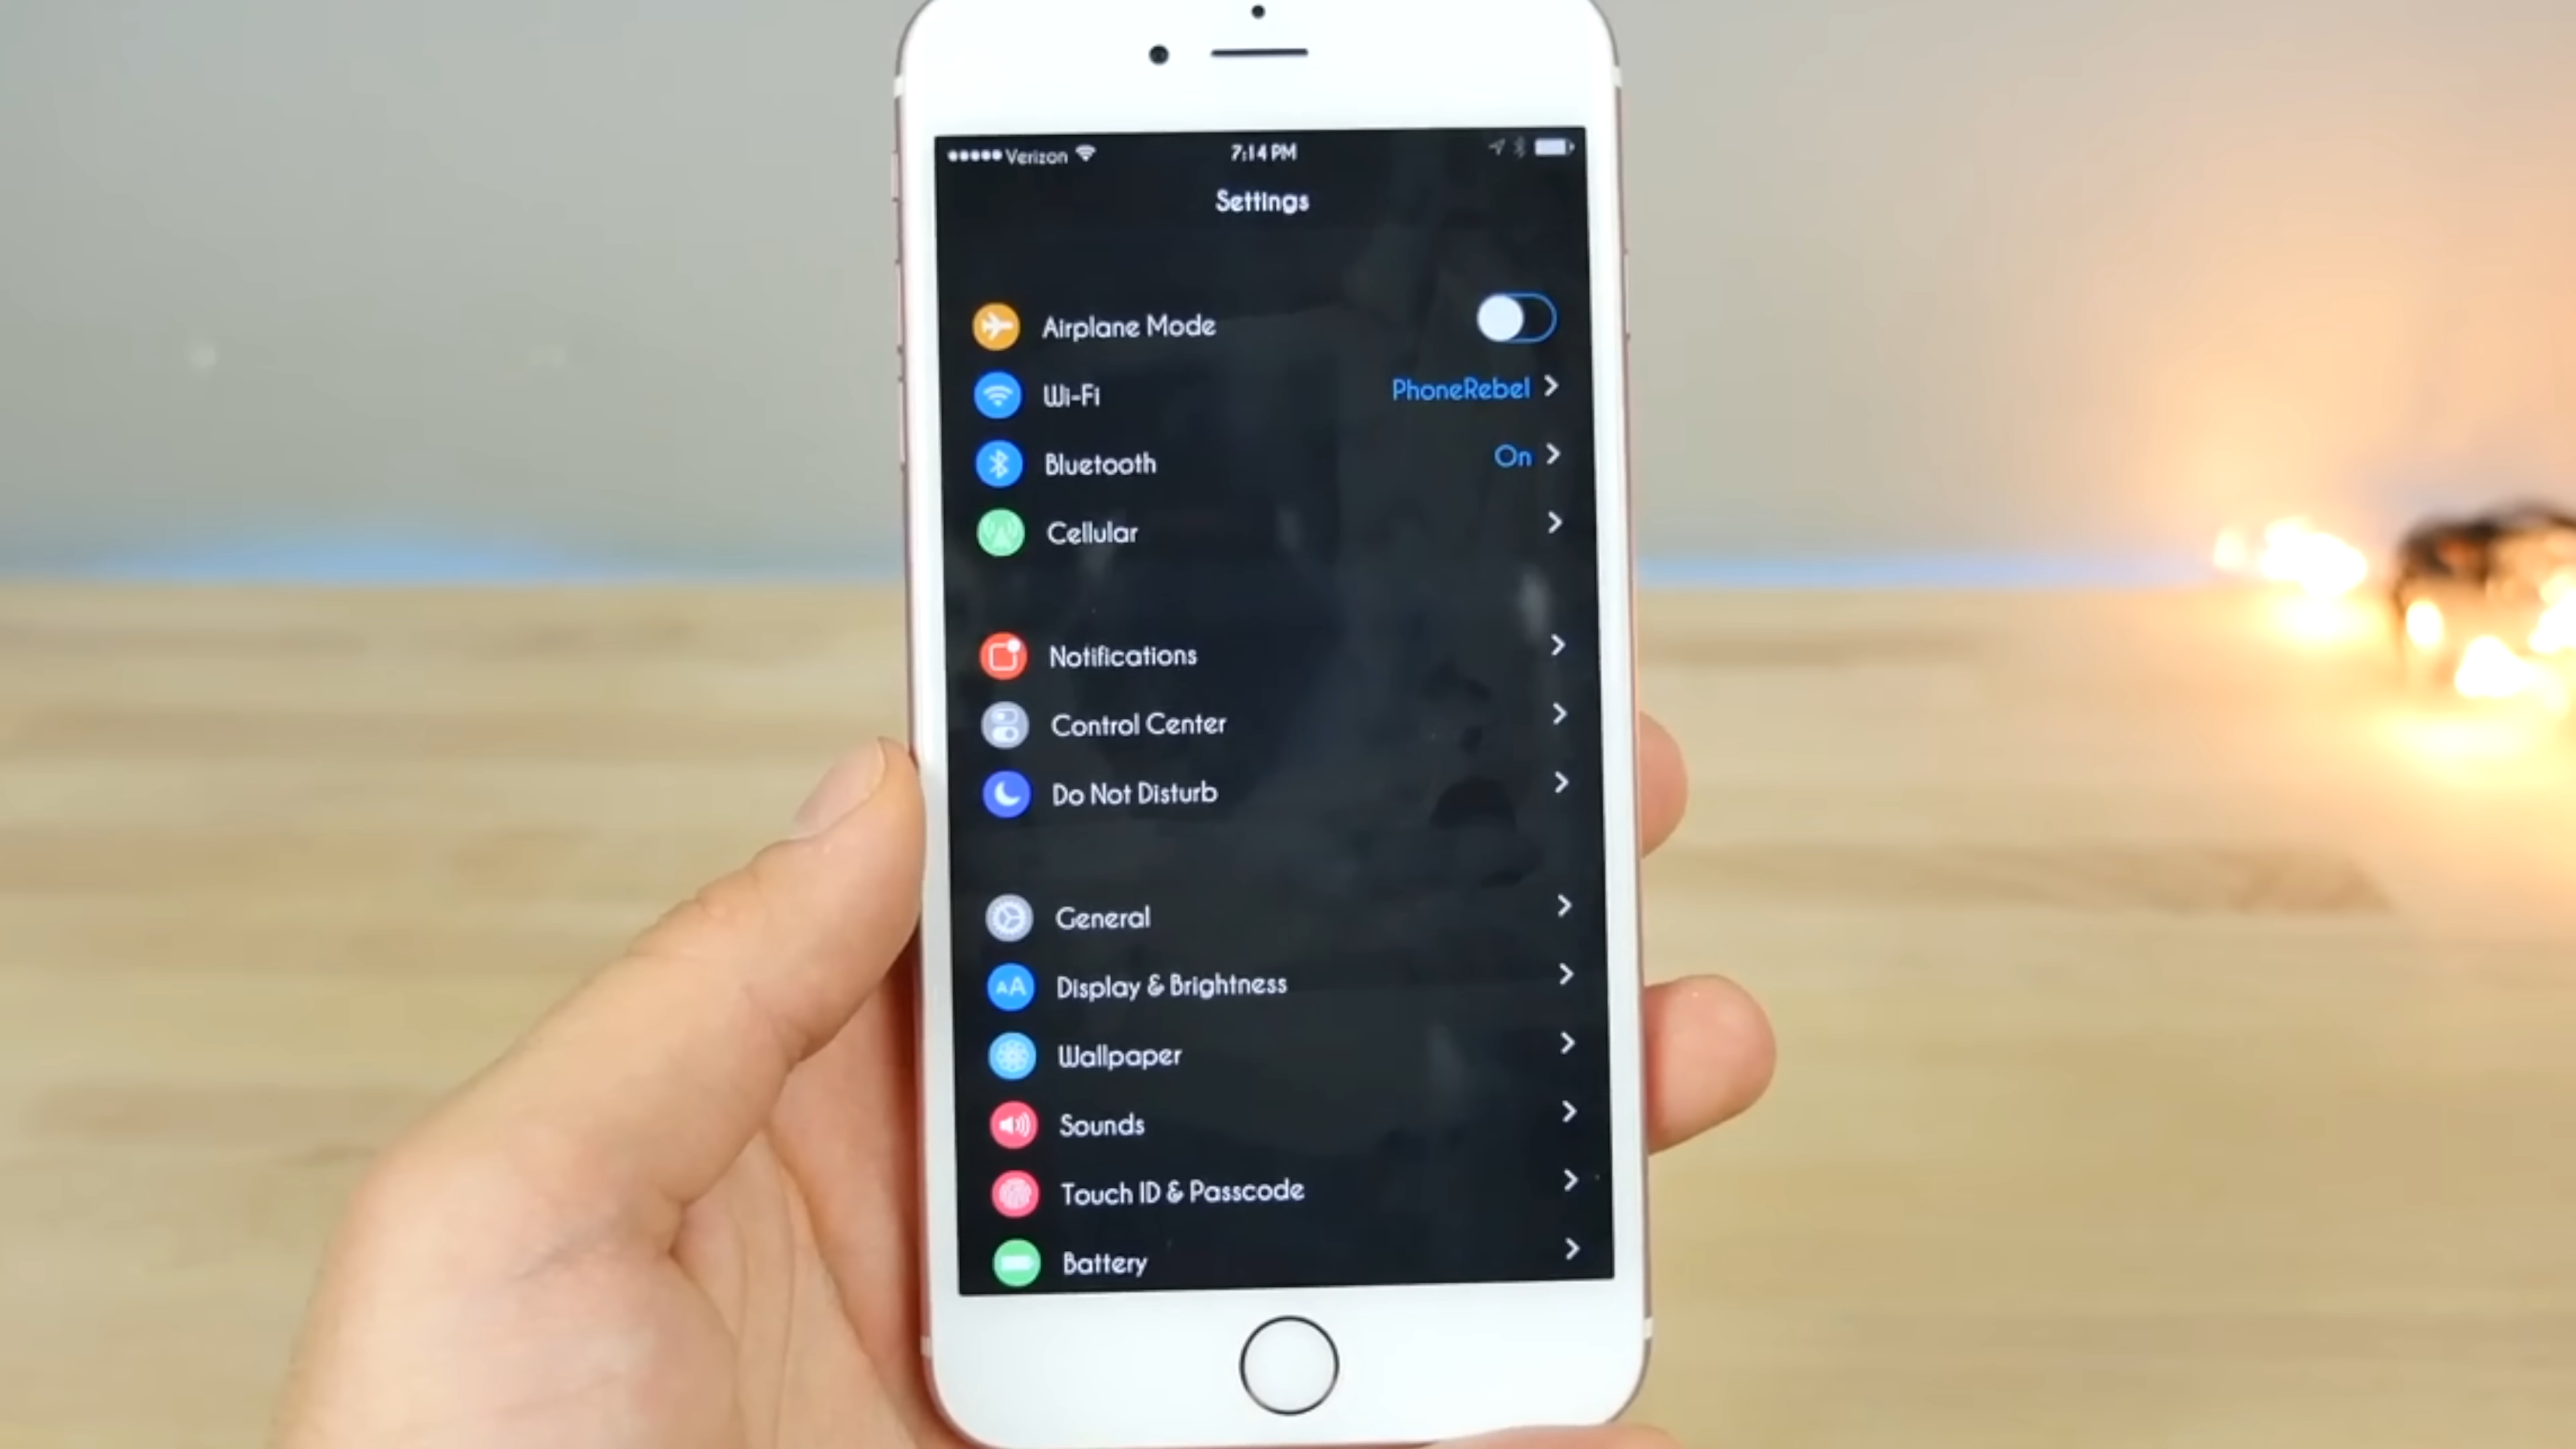 Verizon 7:14 PM
Settings
Airplane Mode
Wi-Fi PhoneRebel
Bluetooth On
Cellular
Notifications
Control Center
Do Not Disturb
General
AA Display & Brightness
Wallpaper
Sounds
Touch ID & Passcode
Battery